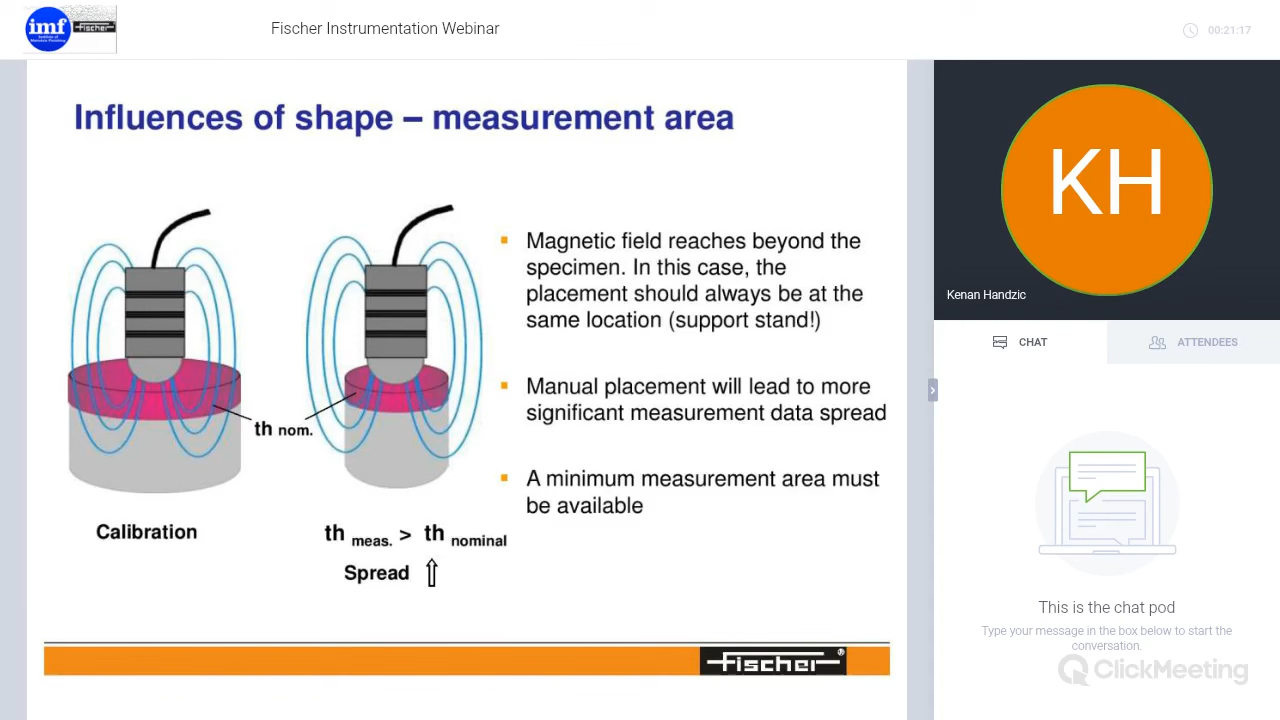 imf
Institute of
Materials Finishing
Fischer
Fischer Instrumentation Webinar
00:21:17
Influences of shape – measurement area
Magnetic field reaches beyond the
specimen. In this case, the
placement should always be at the
same location (support stand!)
Manual placement will lead to more
significant measurement data spread
A minimum measurement area must
be available
th nom.
Calibration
th meas. > th nominal
Spread ⇧
Fischer®
KH
Kenan Handzic
CHAT
ATTENDEES
This is the chat pod
Type your message in the box below to start the
conversation.
ClickMeeting